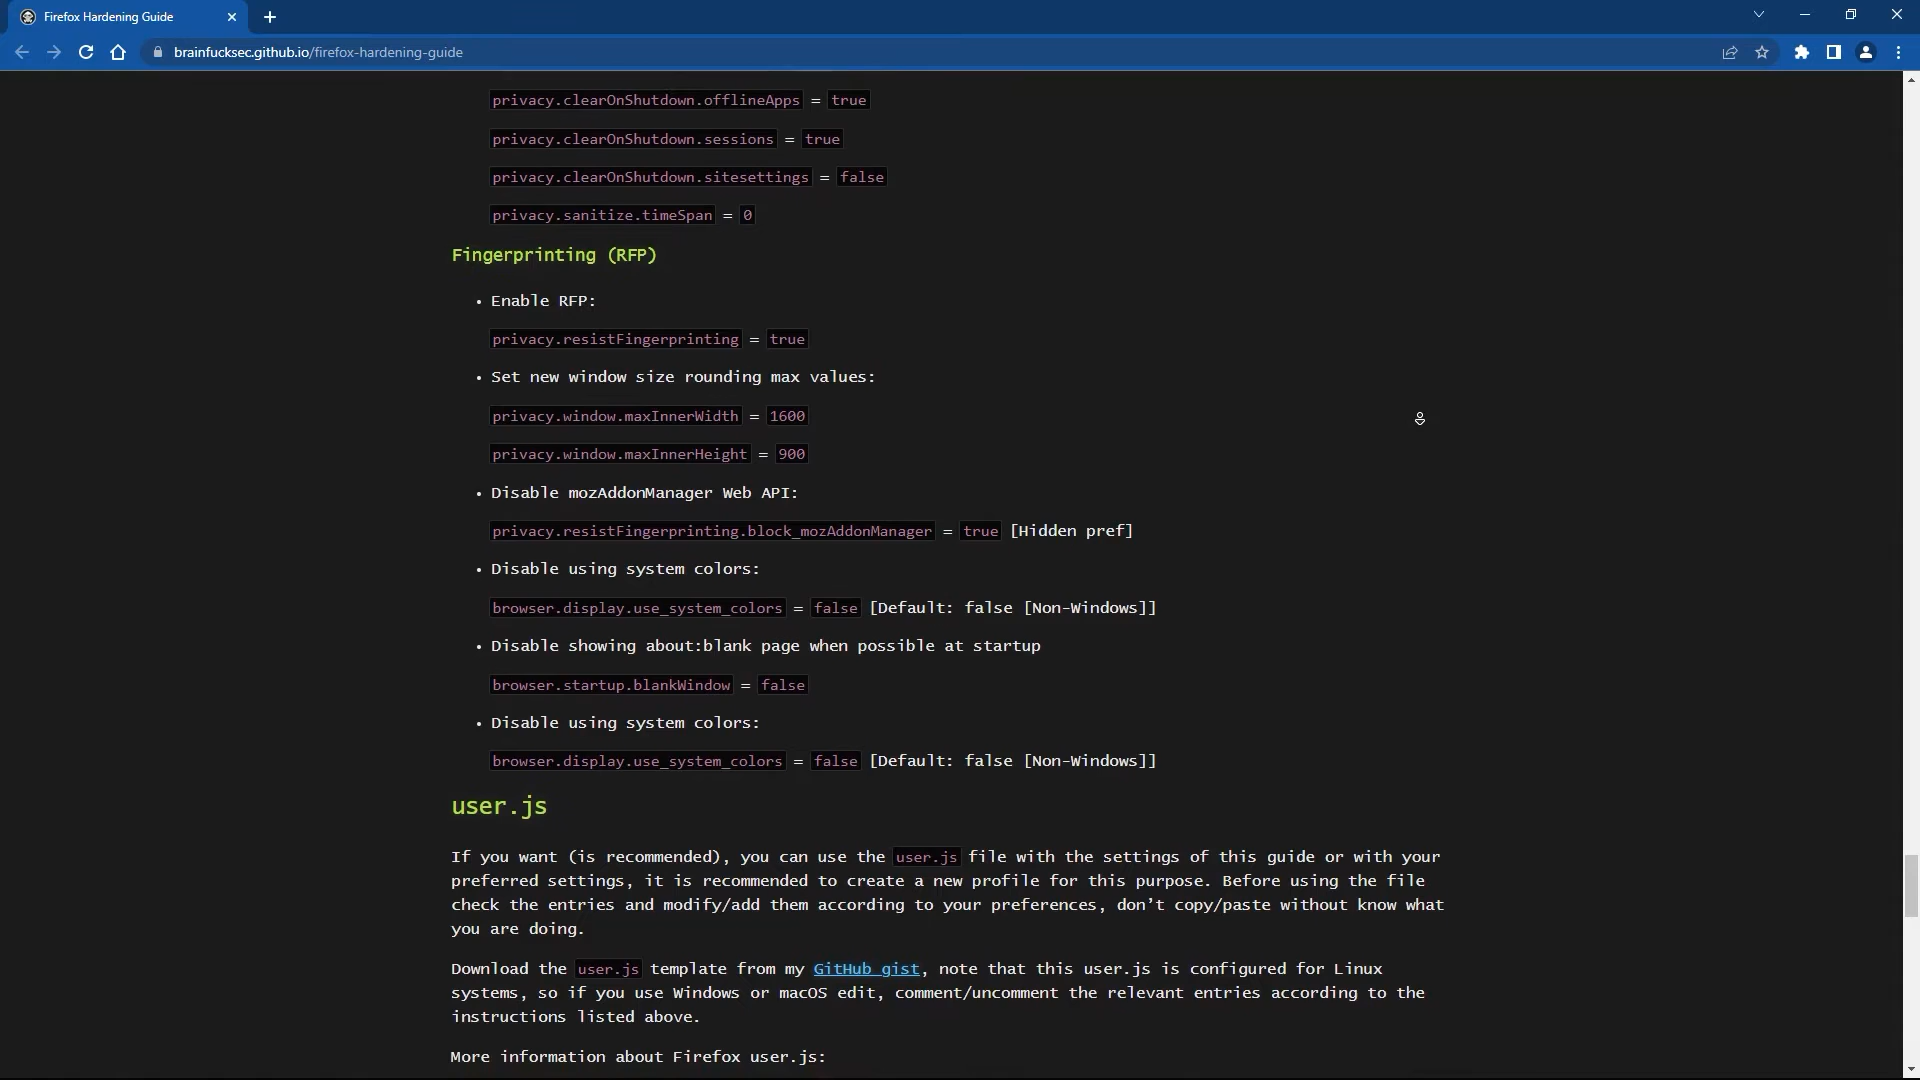 Firefox Hardening Guide
brainfucksec.github.io/firefox-hardening-guide
privacy.clearOnShutdown.offlineApps = true
privacy.clearOnShutdown.sessions = true
privacy.clearOnShutdown.sitesettings = false
privacy.sanitize.timeSpan = 0
Fingerprinting (RFP)
• Enable RFP:
privacy.resistFingerprinting = true
• Set new window size rounding max values:
privacy.window.maxInnerWidth = 1600
privacy.window.maxInnerHeight = 900
• Disable mozAddonManager Web API:
privacy.resistFingerprinting.block_mozAddonManager = true [Hidden pref]
• Disable using system colors:
browser.display.use_system_colors = false [Default: false [Non-Windows]]
• Disable showing about:blank page when possible at startup
browser.startup.blankWindow = false
• Disable using system colors:
browser.display.use_system_colors = false [Default: false [Non-Windows]]
user.js
If you want (is recommended), you can use the user.js file with the settings of this guide or with your
preferred settings, it is recommended to create a new profile for this purpose. Before using the file
check the entries and modify/add them according to your preferences, don’t copy/paste without know what
you are doing.
Download the user.js template from my GitHub gist, note that this user.js is configured for Linux
systems, so if you use Windows or macOS edit, comment/uncomment the relevant entries according to the
instructions listed above.
More information about Firefox user.js: